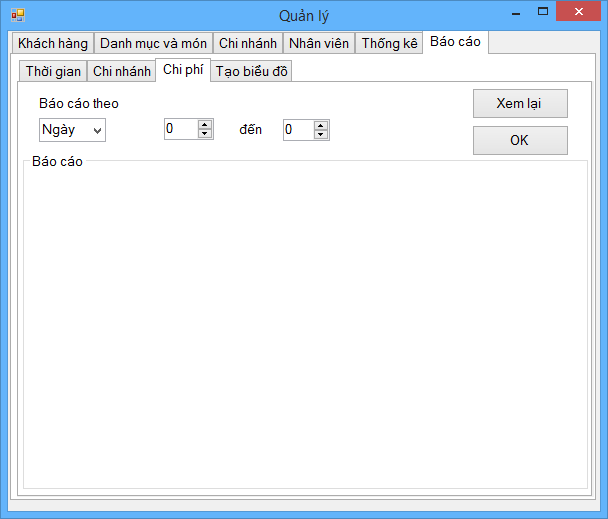 Quản lý
Khách hàng Danh mục và món Chi nhánh Nhân viên Thống kê Báo cáo
Thời gian Chi nhánh Chi phí Tạo biểu đồ
Báo cáo theo Xem lại
Ngày 0 đến 0 OK
Báo cáo